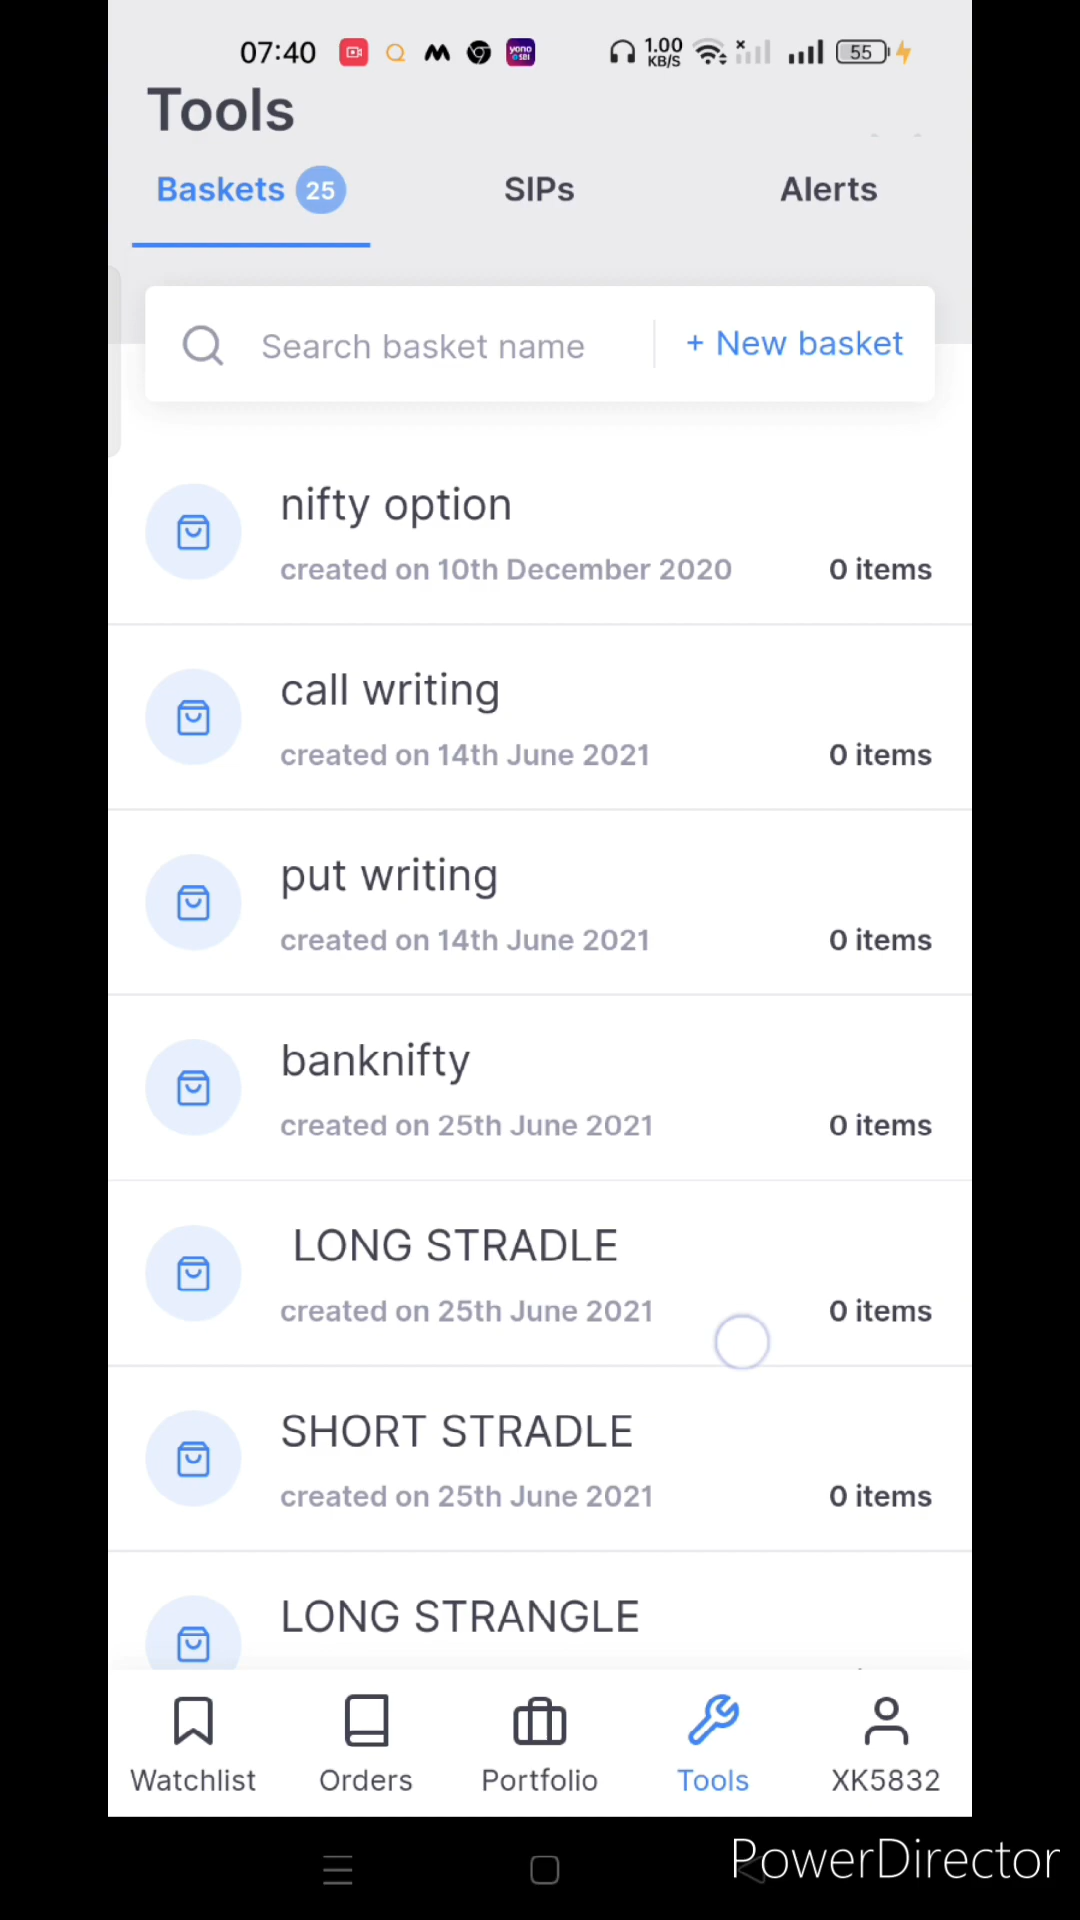 07:40
yono
SBI
1.00
KB/S
55
Tools
Baskets 25
SIPs
Alerts
Search basket name
+ New basket
nifty option
created on 10th December 2020
0 items
call writing
created on 14th June 2021
0 items
put writing
created on 14th June 2021
0 items
banknifty
created on 25th June 2021
0 items
LONG STRADLE
created on 25th June 2021
0 items
SHORT STRADLE
created on 25th June 2021
0 items
LONG STRANGLE
Watchlist
Orders
Portfolio
Tools
XK5832
PowerDirector